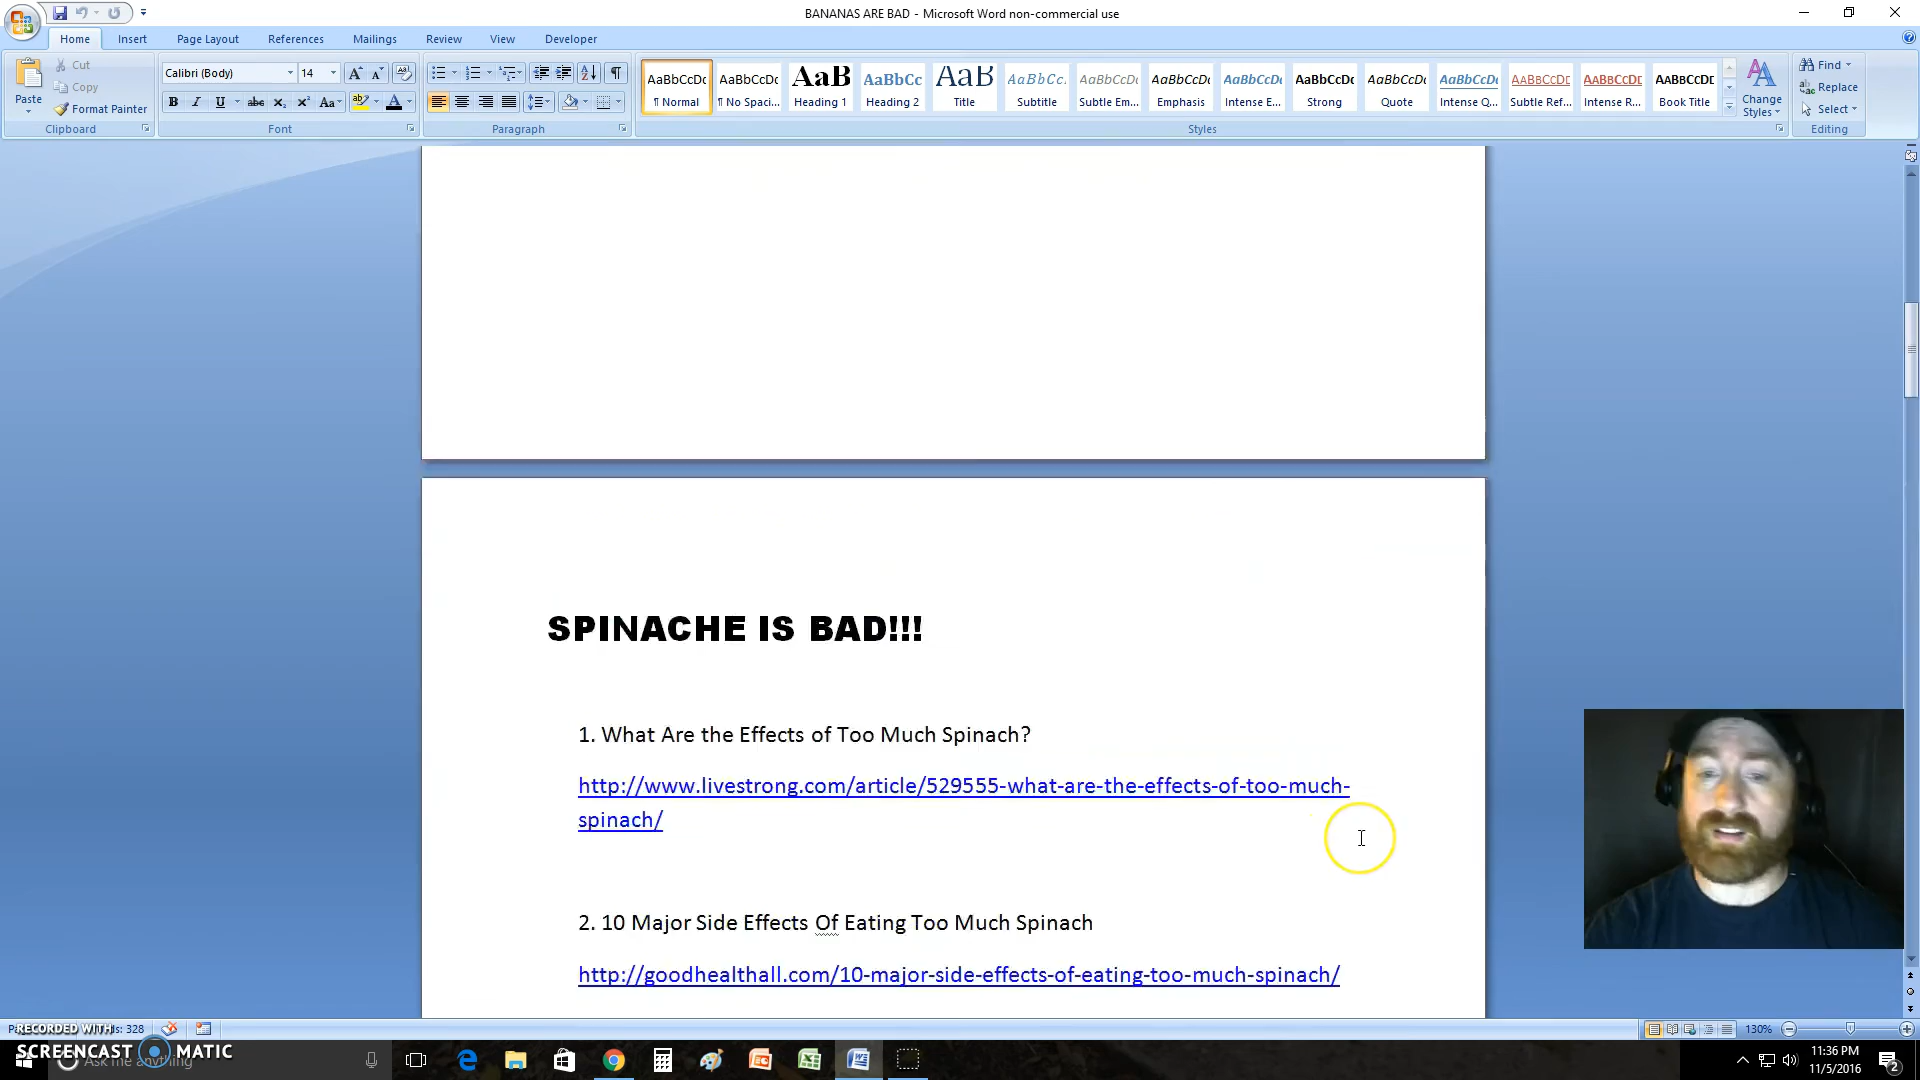 BANANAS ARE BAD - Microsoft Word non-commercial use
Home Insert Page Layout References Mailings Review View Developer
Paste
Cut
Copy
Format Painter
Clipboard
Calibri (Body) 14
Font
Paragraph
AaBbCcDc AaBbCcDc AaB AaBbCc AaB AaBbCc. AaBbCcDc AaBbCcDc AaBbCcDc AaBbCcDc AaBbCcDc AaBbCcDc AABBCCDD AABBCCDD AABBCCDD
¶ Normal ¶ No Spaci... Heading 1 Heading 2 Title Subtitle Subtle Em... Emphasis Intense E... Strong Quote Intense Q... Subtle Ref... Intense R... Book Title
Change Styles
Styles
Find
Replace
Select
Editing
SPINACHE IS BAD!!!
1. What Are the Effects of Too Much Spinach?
http://www.livestrong.com/article/529555-what-are-the-effects-of-too-much-
spinach/
2. 10 Major Side Effects Of Eating Too Much Spinach
http://goodhealthall.com/10-major-side-effects-of-eating-too-much-spinach/
RECORDED WITH
328
130%
SCREENCAST MATIC
Ask me anything
11:36 PM
11/5/2016
2